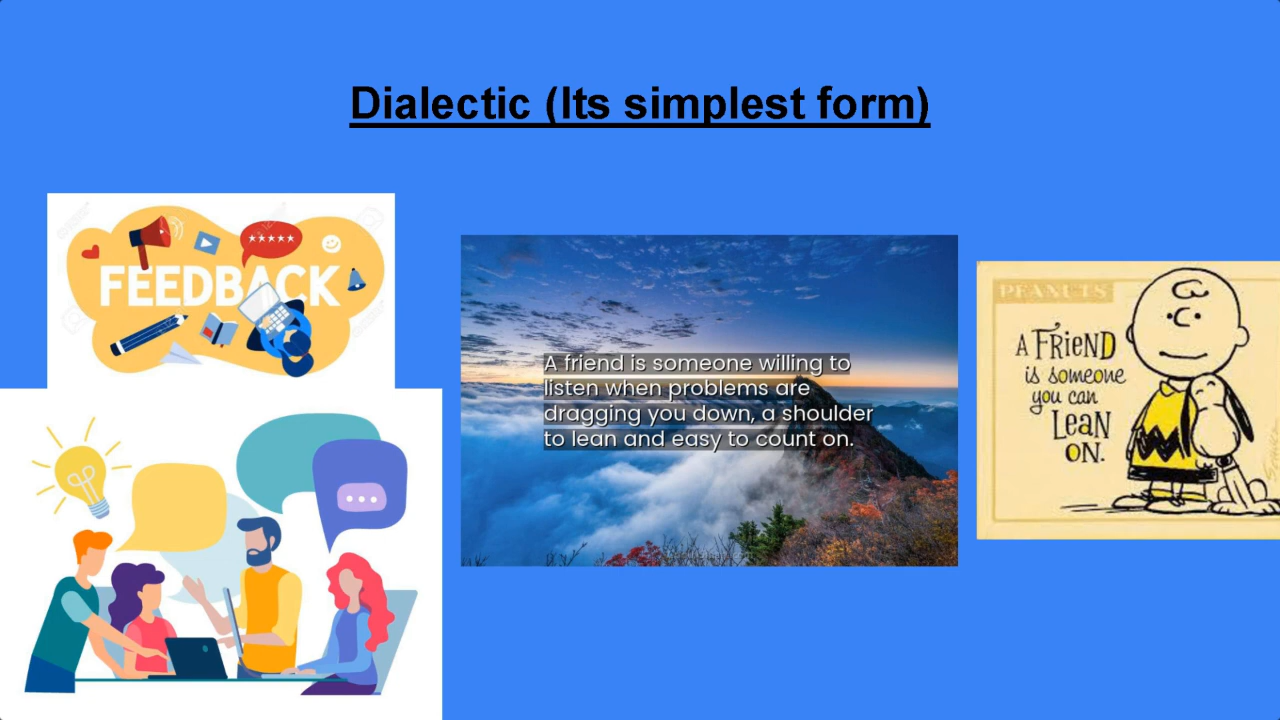 Dialectic (Its simplest form)
FEEDBACK
A friend is someone willing to
listen when problems are
dragging you down, a shoulder
to lean and easy to count on.
PEANUTS
A FRiEND
is someone
you can
LEAN
ON.